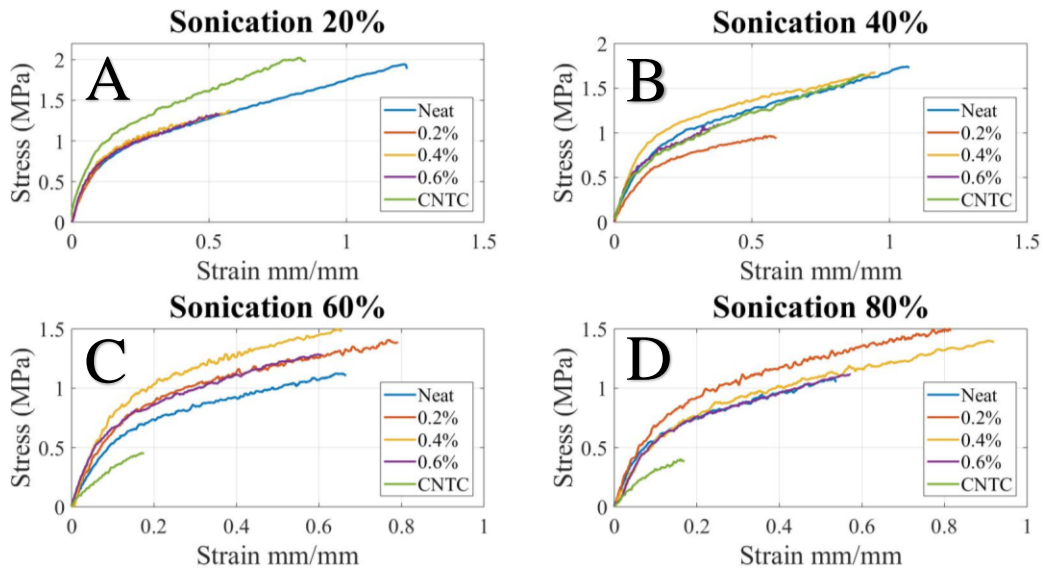 Sonication 20%
A
Stress (MPa)
2
1.5
1
0.5
0
0
0.5
1
1.5
Strain mm/mm
Neat
0.2%
0.4%
0.6%
CNTC
Sonication 40%
B
Stress (MPa)
2
1.5
1
0.5
0
0
0.5
1
1.5
Strain mm/mm
Neat
0.2%
0.4%
0.6%
CNTC
Sonication 60%
C
Stress (MPa)
1.5
1
0.5
0
0
0.2
0.4
0.6
0.8
1
Strain mm/mm
Neat
0.2%
0.4%
0.6%
CNTC
Sonication 80%
D
Stress (MPa)
1.5
1
0.5
0
0
0.2
0.4
0.6
0.8
1
Strain mm/mm
Neat
0.2%
0.4%
0.6%
CNTC